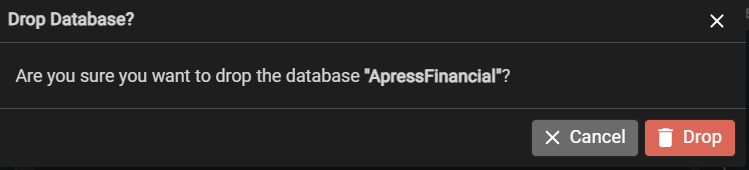 Drop Database?
Are you sure you want to drop the database "ApressFinancial"?
Cancel
Drop